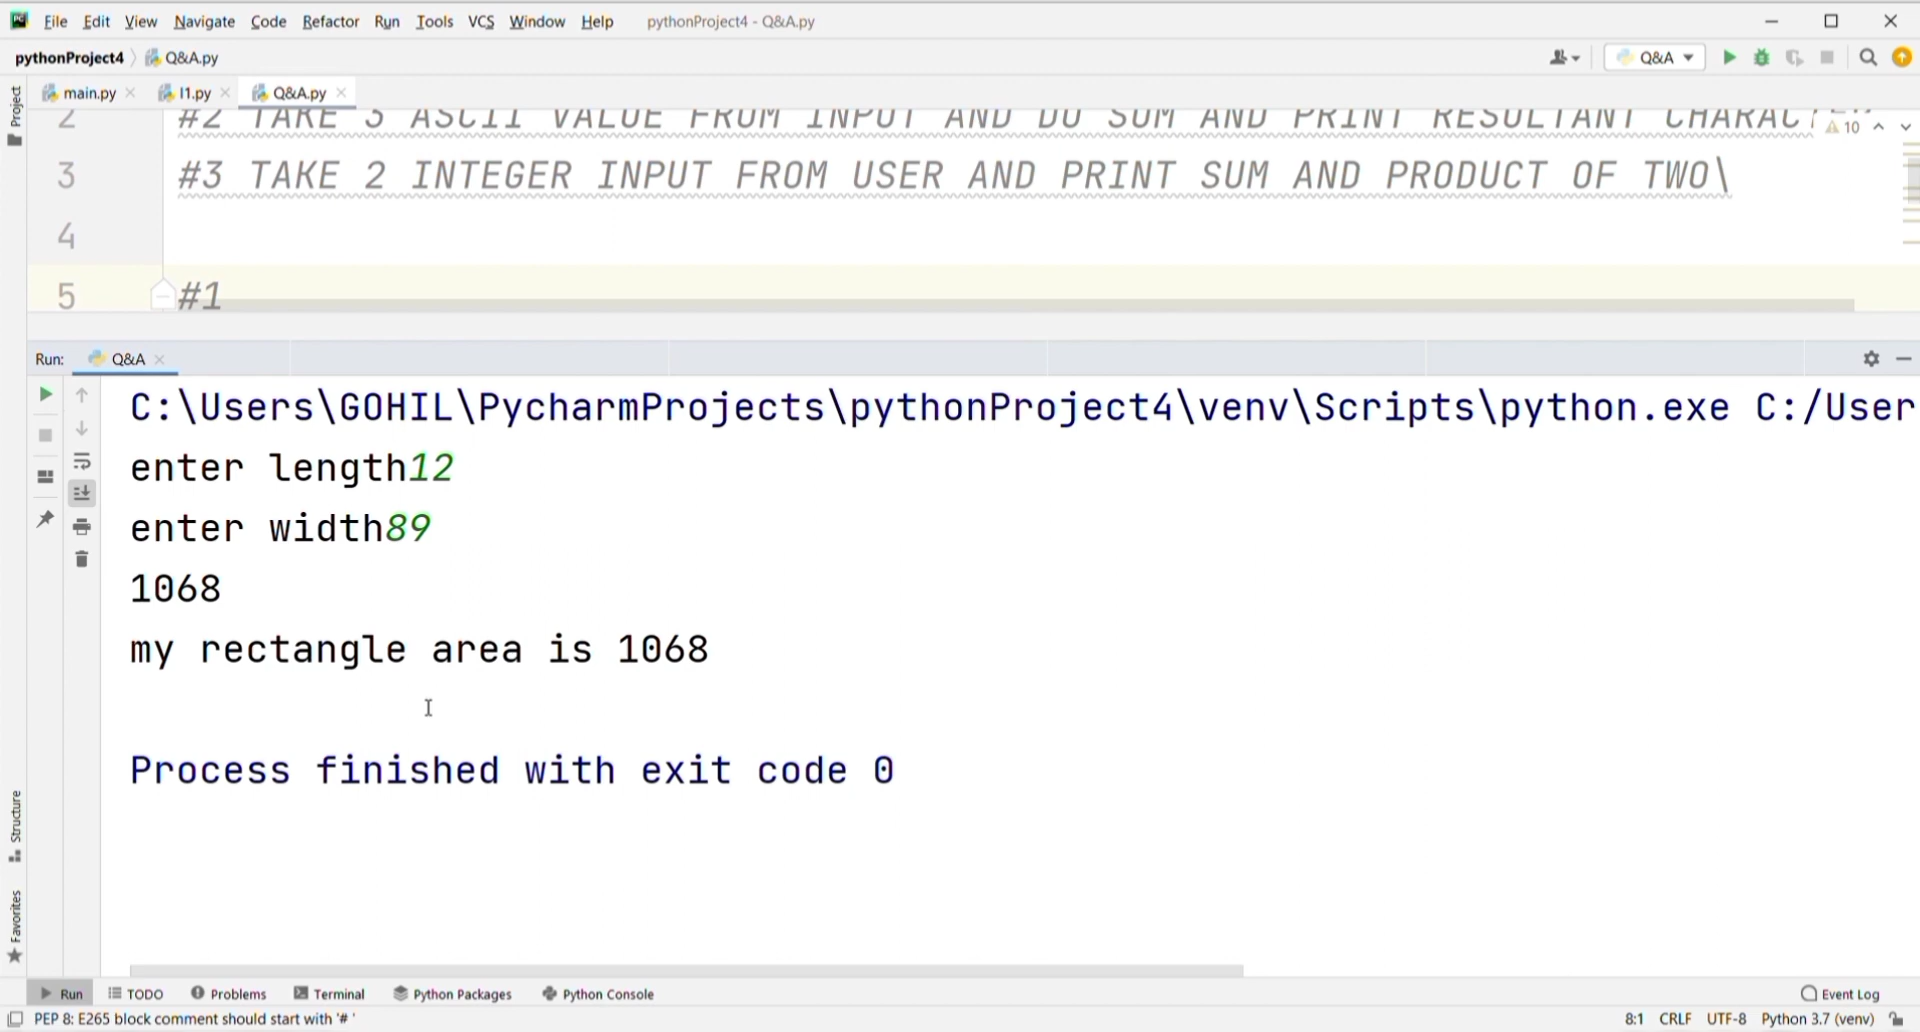 File Edit View Navigate Code Refactor Run Tools VCS Window Help pythonProject4 - Q&A.py
pythonProject4 Q&A.py Q&A
Project
main.py l1.py Q&A.py
2 #2 TAKE 3 ASCII VALUE FROM INPUT AND DO SUM AND PRINT RESULTANT CHARACTER
10
3 #3 TAKE 2 INTEGER INPUT FROM USER AND PRINT SUM AND PRODUCT OF TWO\
4
5 #1
Run: Q&A
C:\Users\GOHIL\PycharmProjects\pythonProject4\venv\Scripts\python.exe C:/User
enter length12
enter width89
1068
my rectangle area is 1068
Process finished with exit code 0
Structure
Favorites
Run TODO Problems Terminal Python Packages Python Console Event Log
PEP 8: E265 block comment should start with '# ' 8:1 CRLF UTF-8 Python 3.7 (venv)